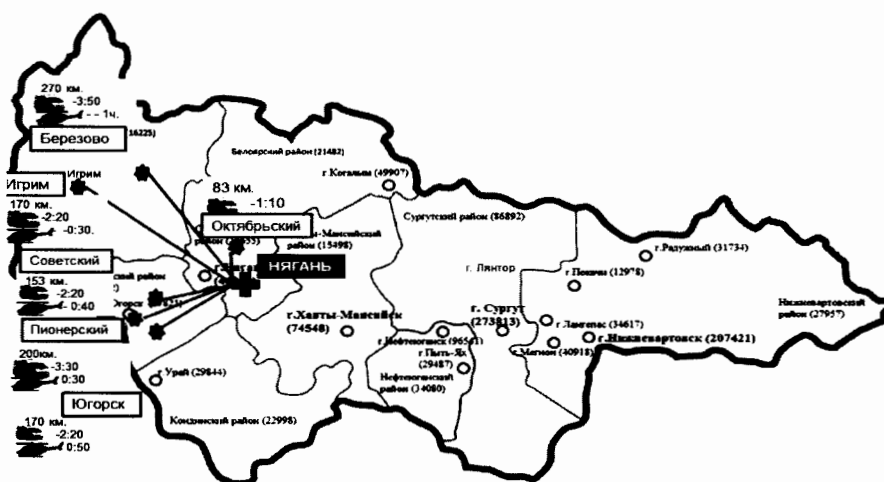 270 км.
-3:50
- - 1ч.
Березово
16225)
Игрим
Игрим
170 км.
-2:20
-0:30.
Советский
153 км.
-2:20
- 0:40
Пионерский
200км.
-3:30
0:30
Югорск
170 км.
-2:20
0:50
Белоярский район (21482)
г.Когалым (49907)
83 км.
-1:10
Октябрьский
район
НЯГАНЬ
район (15498)
Сургутский район (86892)
г.Радужный (31734)
г. Лянтор
г.Покачи (12978)
Нижневартовский
район (27957)
г.Ханты-Мансийск
(74548)
г. Сургут
(273813)
г.Лангепас (34617)
г.Нижневартовск (207421)
г.Мегион (40918)
г.Нефтеюганск
г.Пыть-Ях
(29487)
Нефтеюганский
район (34080)
г.Урай (29844)
Кондинский район (22998)